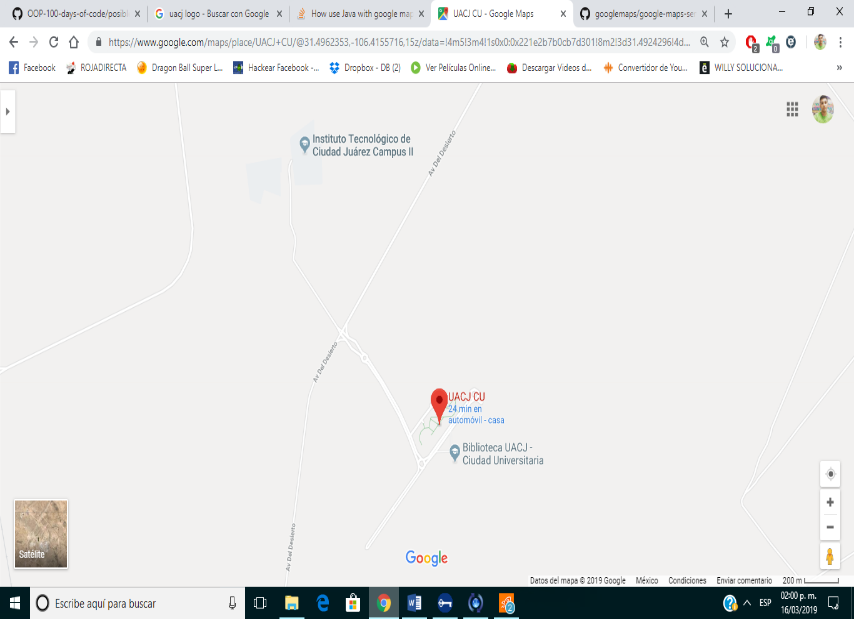 OOP-100-days-of-code/posibl
uacj logo - Buscar con Google
How use Java with google map
UACJ CU - Google Maps
googlemaps/google-maps-ser
https://www.google.com/maps/place/UACJ+CU/@31.4962353,-106.4155716,15z/data=!4m5!3m4!1s0x0:0x221e2b7b0cb7d301!8m2!3d31.4924296!4d...
Facebook
ROJADIRECTA
Dragon Ball Super L...
Hackear Facebook -...
Dropbox - DB (2)
Ver Películas Online...
Descargar Videos d...
Convertidor de You...
WILLY SOLUCIONA...
»
Instituto Tecnológico de
Ciudad Juárez Campus II
Av Del Desierto
Av Del Desierto
UACJ CU
24 min en
automóvil - casa
Biblioteca UACJ -
Ciudad Universitaria
Av Del Desierto
Satélite
Google
Datos del mapa © 2019 Google
México
Condiciones
Enviar comentario
200 m
Escribe aquí para buscar
ESP
02:00 p. m.
16/03/2019